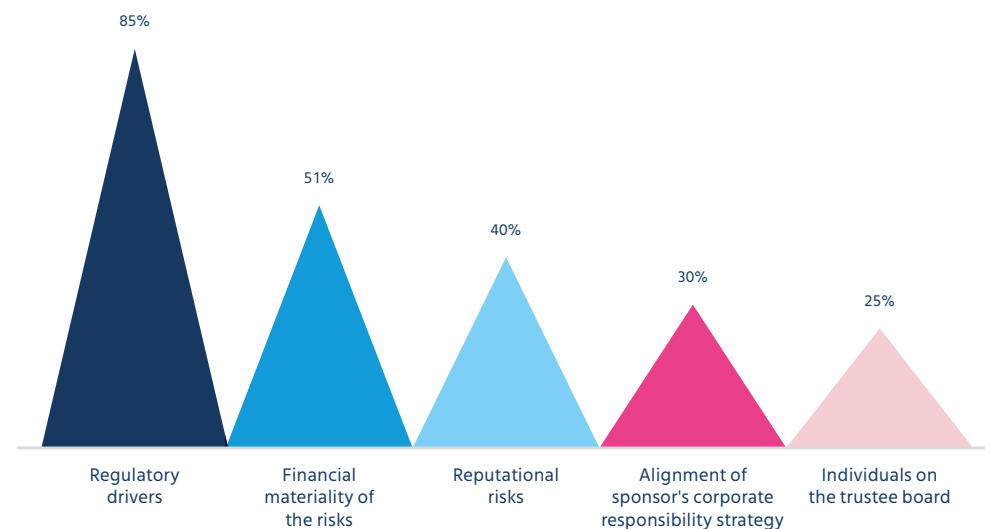 85%
51%
40%
30%
25%
Regulatory
drivers
Financial
materiality of
the risks
Reputational
risks
Alignment of
sponsor's corporate
responsibility strategy
Individuals on
the trustee board